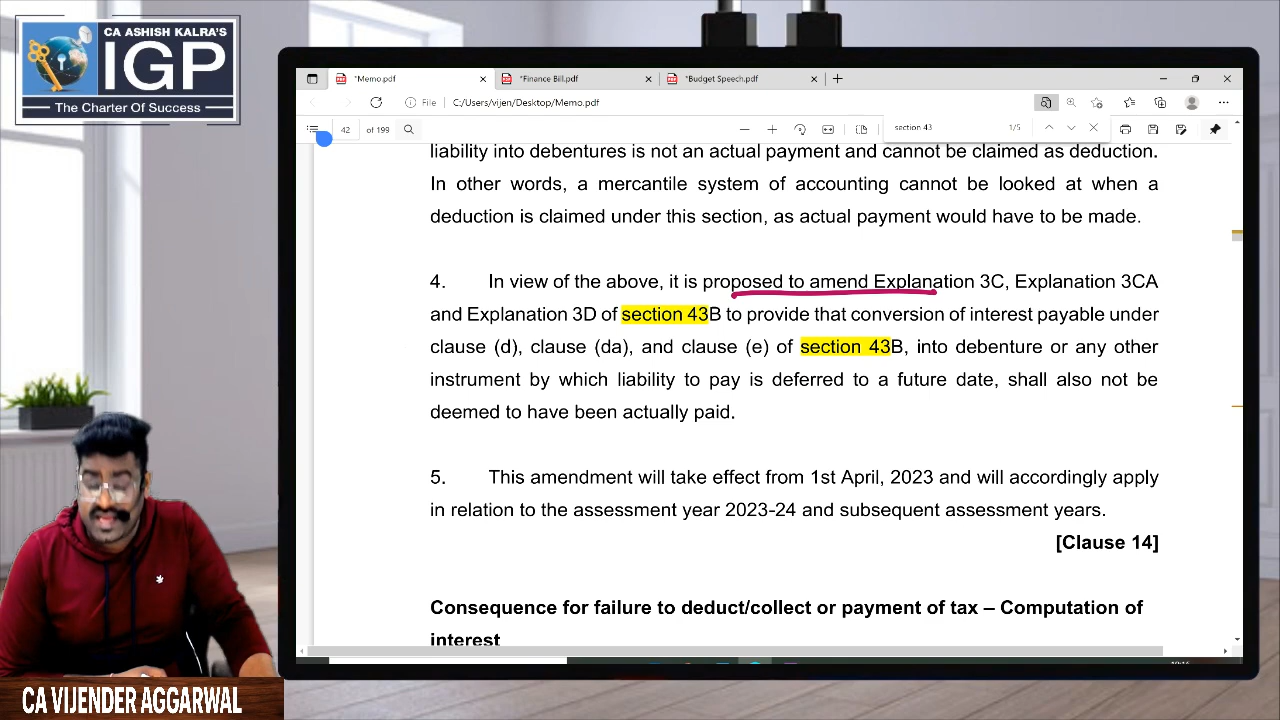 CA ASHISH KALRA'S
IGP
The Charter Of Success
*Memo.pdf
*Finance Bill.pdf
*Budget Speech.pdf
File
C:/Users/Vijen/Desktop/Memo.pdf
42 of 199
section 43
1/5
liability into debentures is not an actual payment and cannot be claimed as deduction.
In other words, a mercantile system of accounting cannot be looked at when a
deduction is claimed under this section, as actual payment would have to be made.
4. In view of the above, it is proposed to amend Explanation 3C, Explanation 3CA
and Explanation 3D of section 43B to provide that conversion of interest payable under
clause (d), clause (da), and clause (e) of section 43B, into debenture or any other
instrument by which liability to pay is deferred to a future date, shall also not be
deemed to have been actually paid.
5. This amendment will take effect from 1st April, 2023 and will accordingly apply
in relation to the assessment year 2023-24 and subsequent assessment years.
[Clause 14]
Consequence for failure to deduct/collect or payment of tax – Computation of
interest
CA VIJENDER AGGARWAL